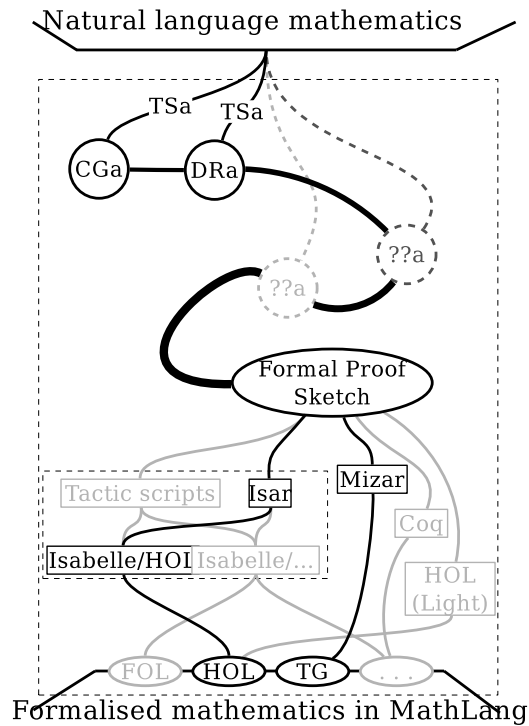 Natural language mathematics
TSa
TSa
CGa
DRa
??a
??a
Formal Proof
Sketch
Mizar
Tactic scripts
Isar
Coq
Isabelle/HOL
Isabelle/...
HOL
(Light)
FOL
HOL
TG
...
Formalised mathematics in MathLang